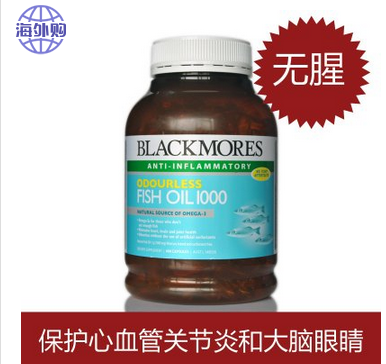 海外购
无腥
BLACKMORES
ANTI-INFLAMMATORY
ODOURLESS
FISH OIL 1000
NATURAL SOURCE OF OMEGA-3
保护心血管关节炎和大脑眼睛